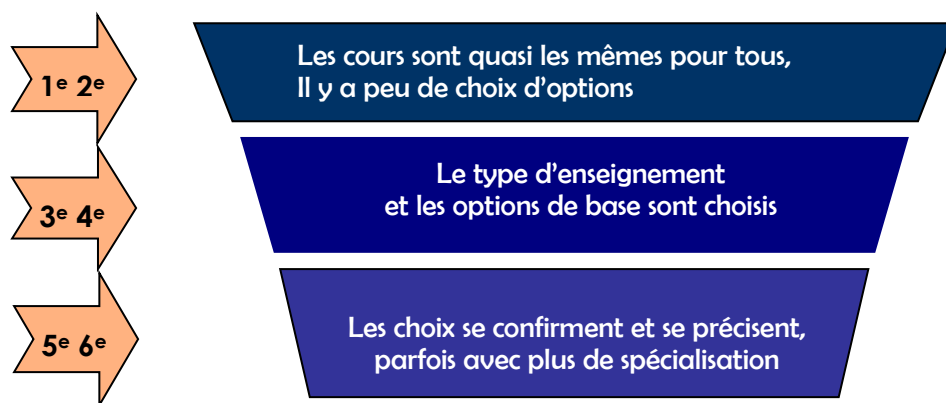 1e 2e
Les cours sont quasi les mêmes pour tous,
Il y a peu de choix d'options
3e 4e
Le type d'enseignement
et les options de base sont choisis
5e 6e
Les choix se confirment et se précisent,
parfois avec plus de spécialisation